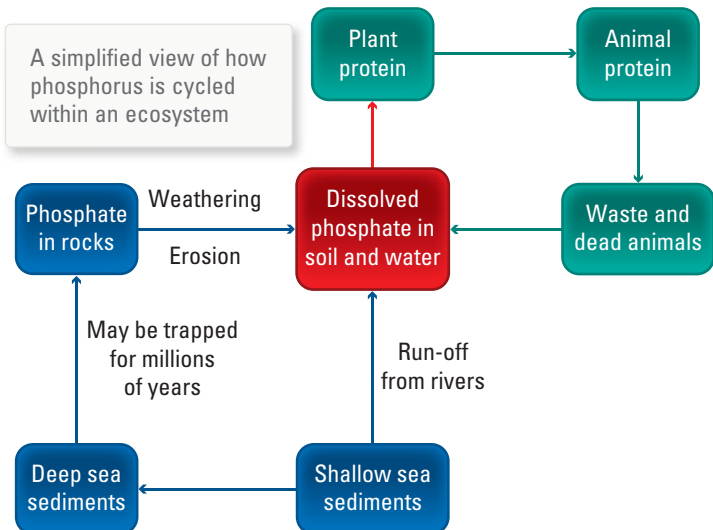 A simplified view of how
phosphorus is cycled
within an ecosystem
Plant
protein
Animal
protein
Phosphate
in rocks
Weathering
Erosion
Dissolved
phosphate in
soil and water
Waste and
dead animals
May be trapped
for millions
of years
Run-off
from rivers
Deep sea
sediments
Shallow sea
sediments